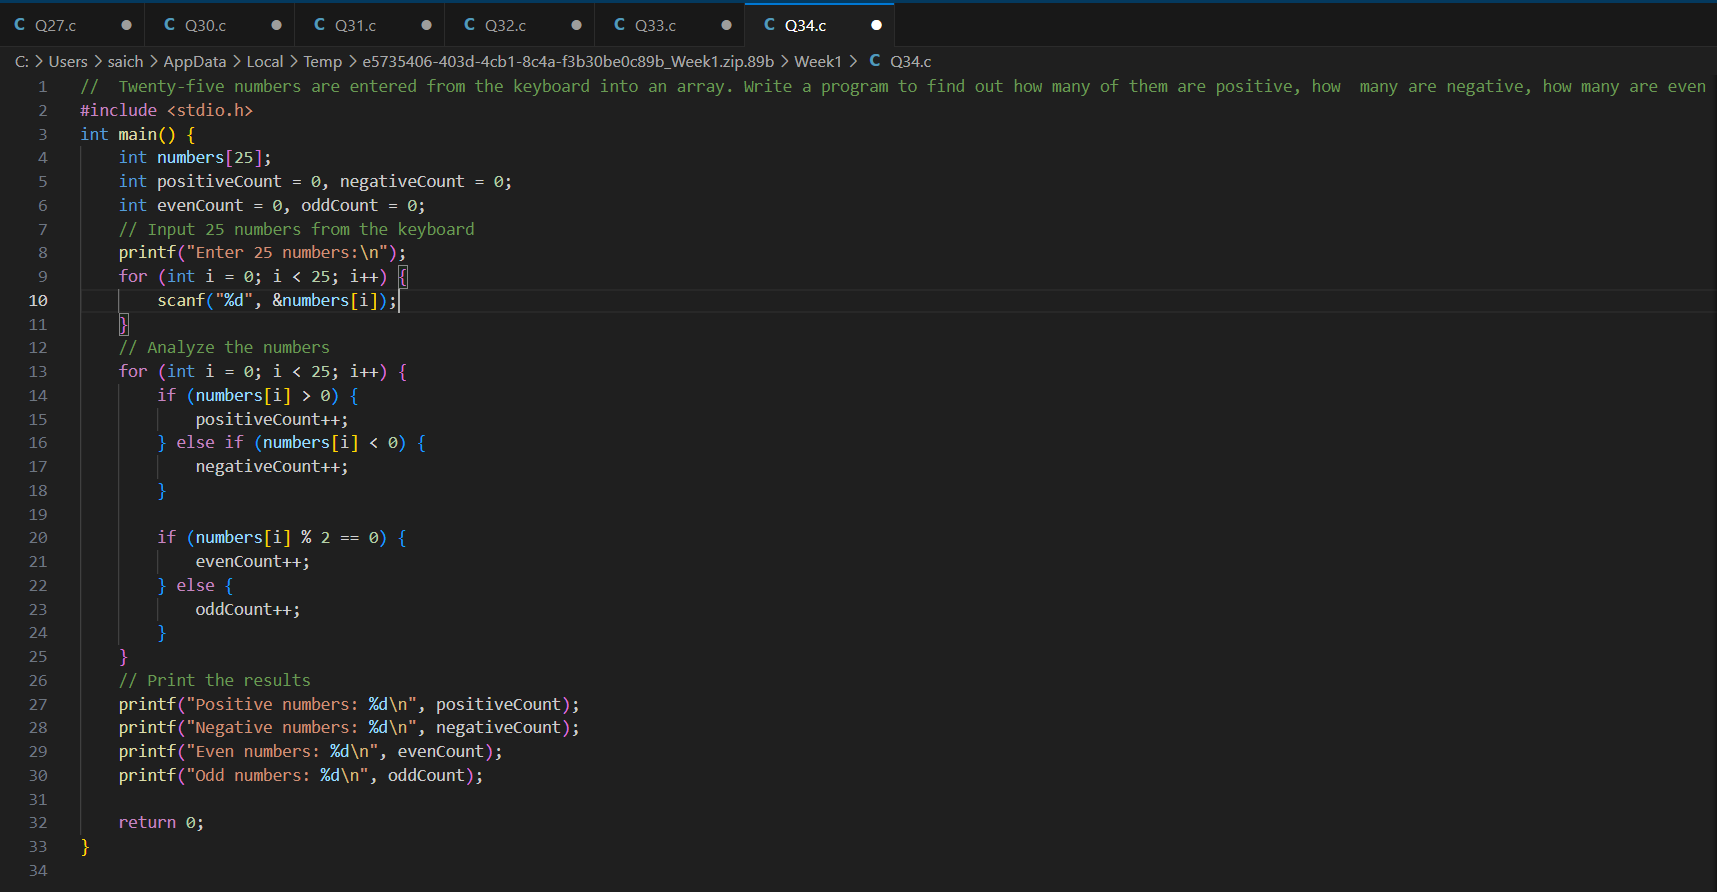 C Q27.c ● C Q30.c ● C Q31.c ● C Q32.c ● C Q33.c ● C Q34.c ●
C: > Users > saich > AppData > Local > Temp > e5735406-403d-4cb1-8c4a-f3b30be0c89b_Week1.zip.89b > Week1 > C Q34.c
1 //  Twenty-five numbers are entered from the keyboard into an array. Write a program to find out how many of them are positive, how  many are negative, how many are even
2 #include <stdio.h>
3 int main() {
4     int numbers[25];
5     int positiveCount = 0, negativeCount = 0;
6     int evenCount = 0, oddCount = 0;
7     // Input 25 numbers from the keyboard
8     printf("Enter 25 numbers:\n");
9     for (int i = 0; i < 25; i++) {
10         scanf("%d", &numbers[i]);
11     }
12     // Analyze the numbers
13     for (int i = 0; i < 25; i++) {
14         if (numbers[i] > 0) {
15             positiveCount++;
16         } else if (numbers[i] < 0) {
17             negativeCount++;
18         }
19
20         if (numbers[i] % 2 == 0) {
21             evenCount++;
22         } else {
23             oddCount++;
24         }
25     }
26     // Print the results
27     printf("Positive numbers: %d\n", positiveCount);
28     printf("Negative numbers: %d\n", negativeCount);
29     printf("Even numbers: %d\n", evenCount);
30     printf("Odd numbers: %d\n", oddCount);
31
32     return 0;
33 }
34